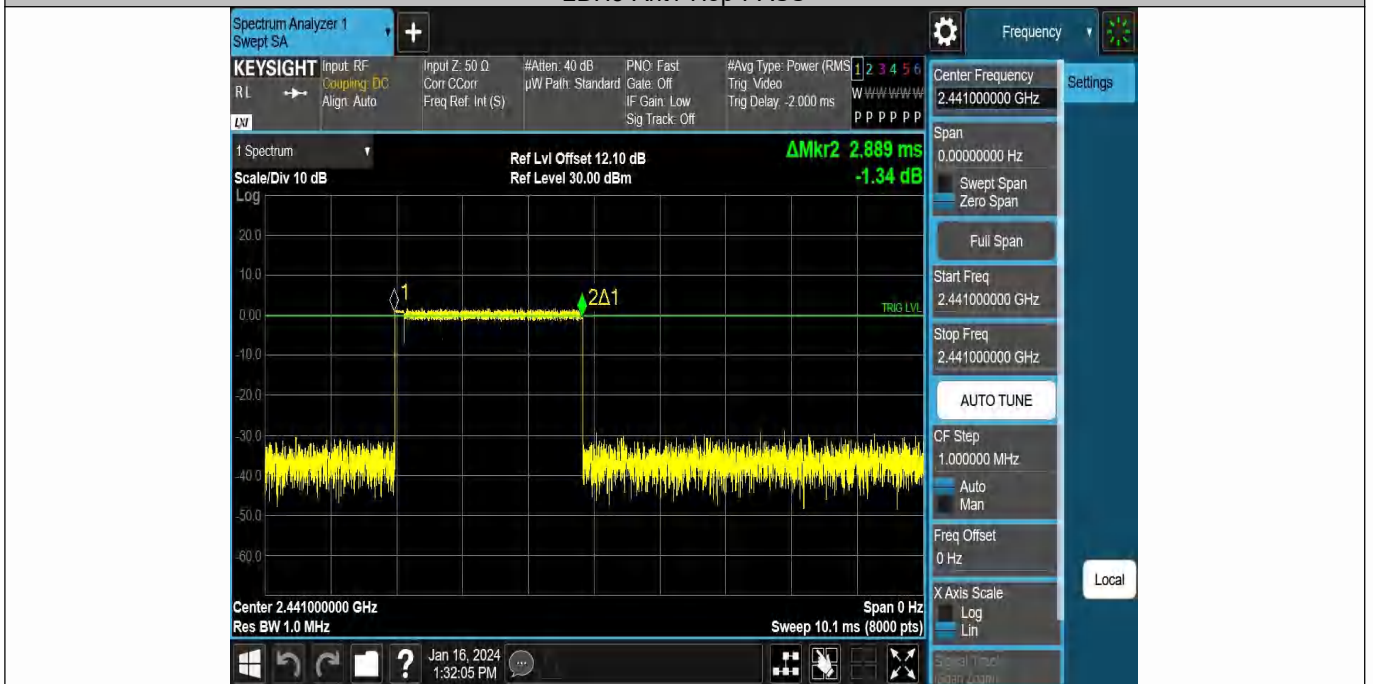 Spectrum Analyzer 1
Swept SA
Frequency
KEYSIGHT
RL
LXI
Input: RF
Coupling: DC
Align: Auto
Input Z: 50 Ω
Corr CCorr
Freq Ref: Int (S)
#Atten: 40 dB
µW Path: Standard
PNO: Fast
Gate: Off
IF Gain: Low
Sig Track: Off
#Avg Type: Power (RMS
Trig: Video
Trig Delay: -2.000 ms
1 2 3 4 5 6
W W W W W W
P P P P P P
Center Frequency
2.441000000 GHz
Settings
1 Spectrum
Scale/Div 10 dB
Log
Ref Lvl Offset 12.10 dB
Ref Level 30.00 dBm
ΔMkr2 2.889 ms
-1.34 dB
Span
0.00000000 Hz
Swept Span
Zero Span
Full Span
Start Freq
2.441000000 GHz
Stop Freq
2.441000000 GHz
AUTO TUNE
CF Step
1.000000 MHz
Auto
Man
Freq Offset
0 Hz
X Axis Scale
Log
Lin
Local
20.0
10.0
0.00
-10.0
-20.0
-30.0
-40.0
-50.0
-60.0
1
2Δ1
TRIG LVL
Center 2.441000000 GHz
Res BW 1.0 MHz
Span 0 Hz
Sweep 10.1 ms (8000 pts)
?
Jan 16, 2024
1:32:05 PM
Signal Track
(Span Zoom)